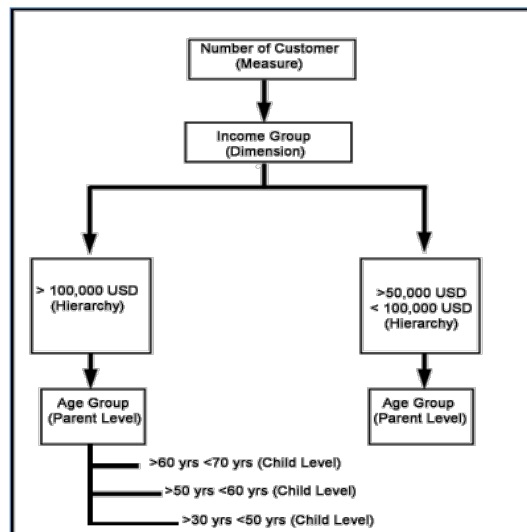 Number of Customer
(Measure)
Income Group
(Dimension)
> 100,000 USD
(Hierarchy)
>50,000 USD
< 100,000 USD
(Hierarchy)
Age Group
(Parent Level)
Age Group
(Parent Level)
>60 yrs <70 yrs (Child Level)
>50 yrs <60 yrs (Child Level)
>30 yrs <50 yrs (Child Level)